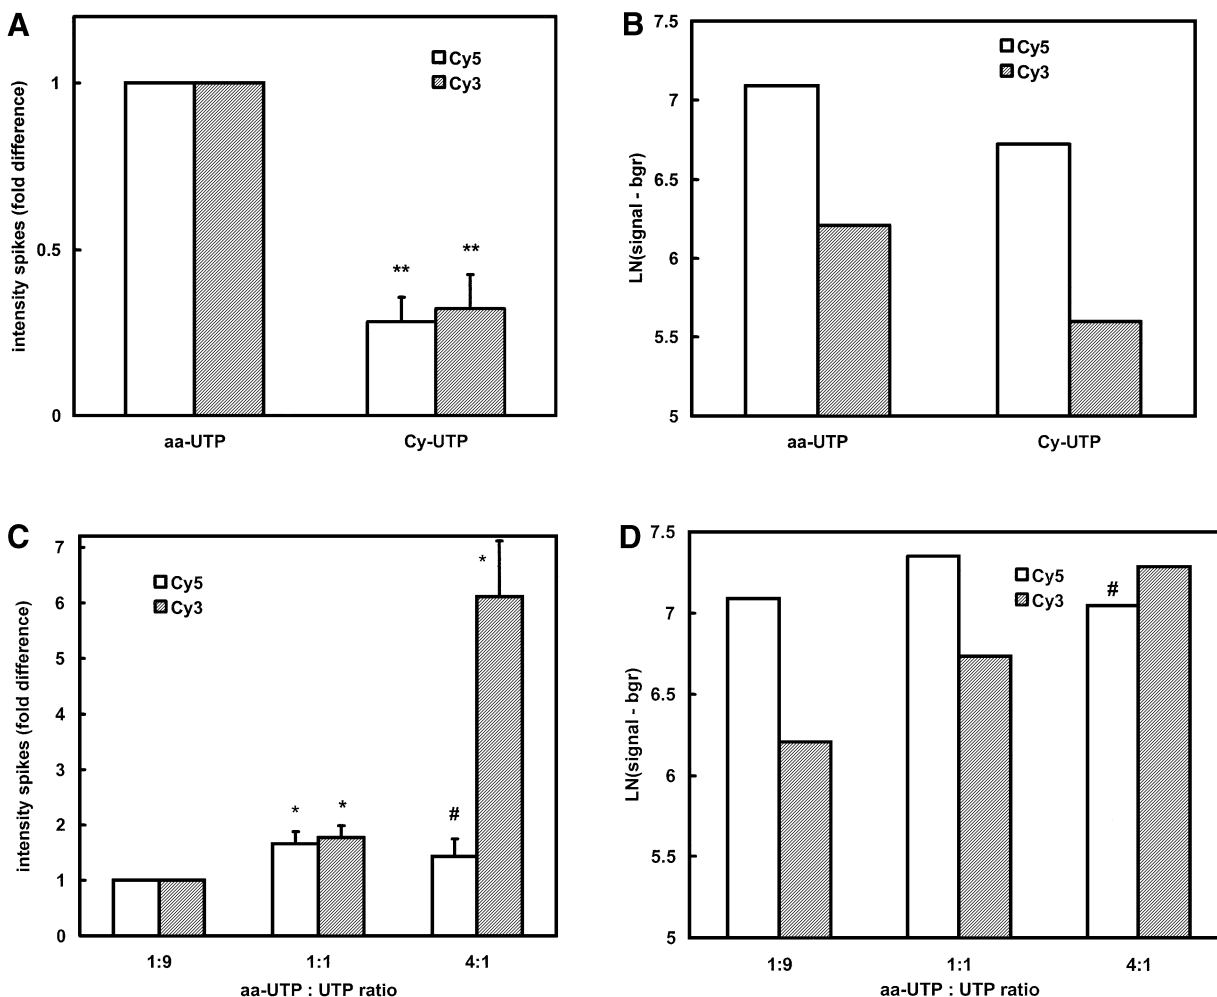 A
intensity spikes (fold difference)
1
0.5
0
Cy5
Cy3
**
**
aa-UTP
Cy-UTP
B
LN(signal - bgr)
7.5
7
6.5
6
5.5
5
Cy5
Cy3
aa-UTP
Cy-UTP
C
intensity spikes (fold difference)
7
6
5
4
3
2
1
0
Cy5
Cy3
*
*
#
*
1:9
1:1
4:1
aa-UTP : UTP ratio
D
LN(signal - bgr)
7.5
7
6.5
6
5.5
5
Cy5
Cy3
#
1:9
1:1
4:1
aa-UTP : UTP ratio